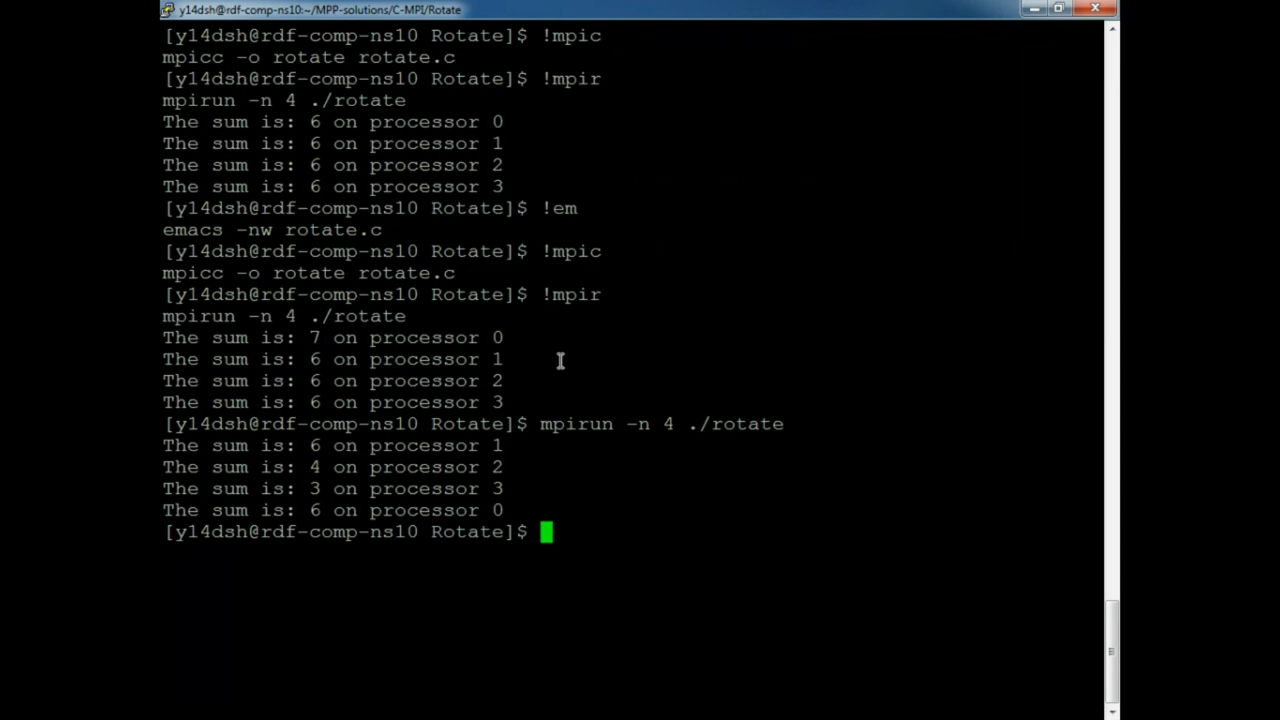 y14dsh@rdf-comp-ns10:~/MPP-solutions/C-MPI/Rotate
[y14dsh@rdf-comp-ns10 Rotate]$ !mpic
mpicc -o rotate rotate.c
[y14dsh@rdf-comp-ns10 Rotate]$ !mpir
mpirun -n 4 ./rotate
The sum is: 6 on processor 0
The sum is: 6 on processor 1
The sum is: 6 on processor 2
The sum is: 6 on processor 3
[y14dsh@rdf-comp-ns10 Rotate]$ !em
emacs -nw rotate.c
[y14dsh@rdf-comp-ns10 Rotate]$ !mpic
mpicc -o rotate rotate.c
[y14dsh@rdf-comp-ns10 Rotate]$ !mpir
mpirun -n 4 ./rotate
The sum is: 7 on processor 0
The sum is: 6 on processor 1
The sum is: 6 on processor 2
The sum is: 6 on processor 3
[y14dsh@rdf-comp-ns10 Rotate]$ mpirun -n 4 ./rotate
The sum is: 6 on processor 1
The sum is: 4 on processor 2
The sum is: 3 on processor 3
The sum is: 6 on processor 0
[y14dsh@rdf-comp-ns10 Rotate]$